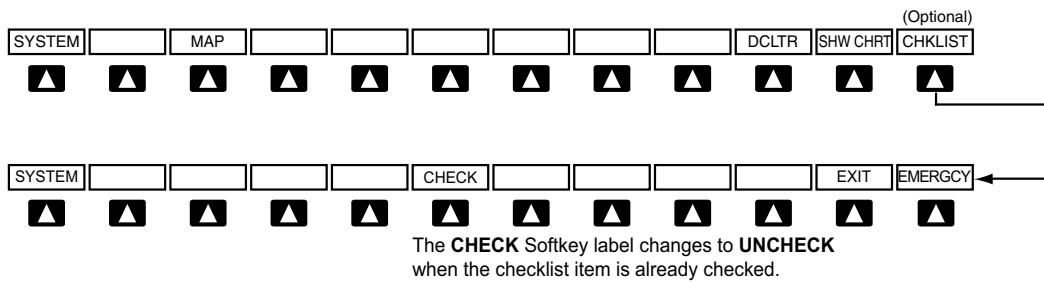 (Optional)
SYSTEM MAP DCLTR SHW CHRT CHKLIST
SYSTEM CHECK EXIT EMERGCY
The CHECK Softkey label changes to UNCHECK
when the checklist item is already checked.